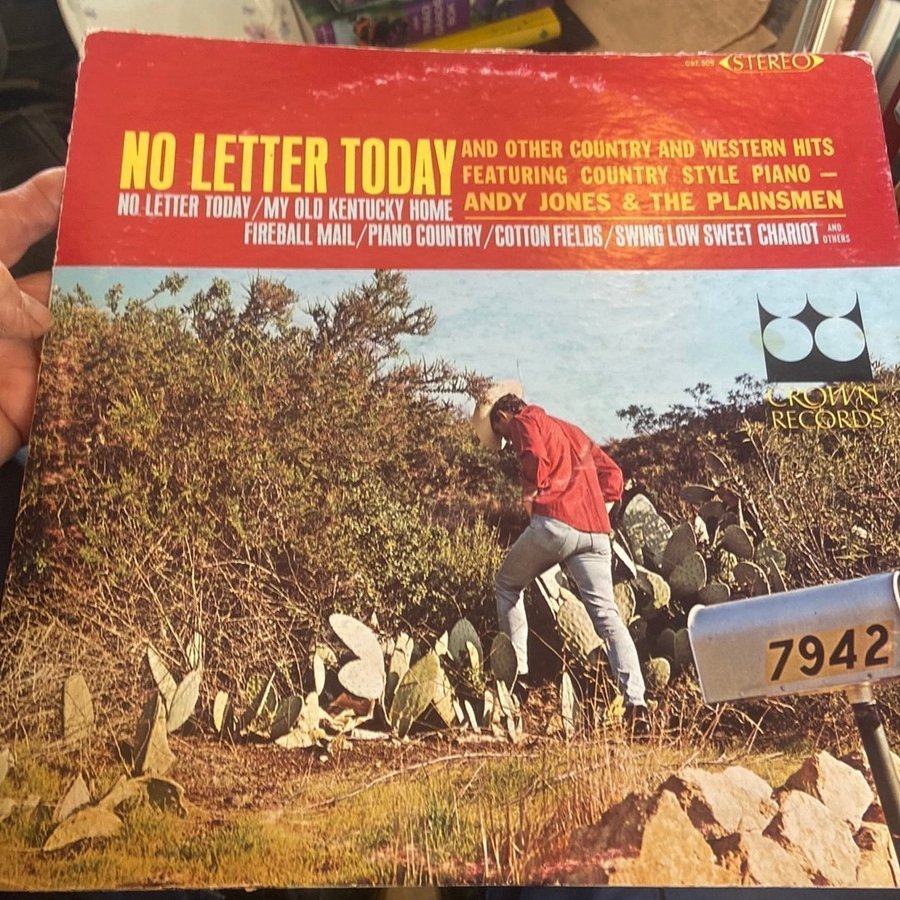 CST 505 STEREO
NO LETTER TODAY
AND OTHER COUNTRY AND WESTERN HITS
FEATURING COUNTRY STYLE PIANO —
ANDY JONES & THE PLAINSMEN
NO LETTER TODAY/MY OLD KENTUCKY HOME
FIREBALL MAIL/PIANO COUNTRY/COTTON FIELDS/SWING LOW SWEET CHARIOT AND OTHERS
CROWN
RECORDS
7942